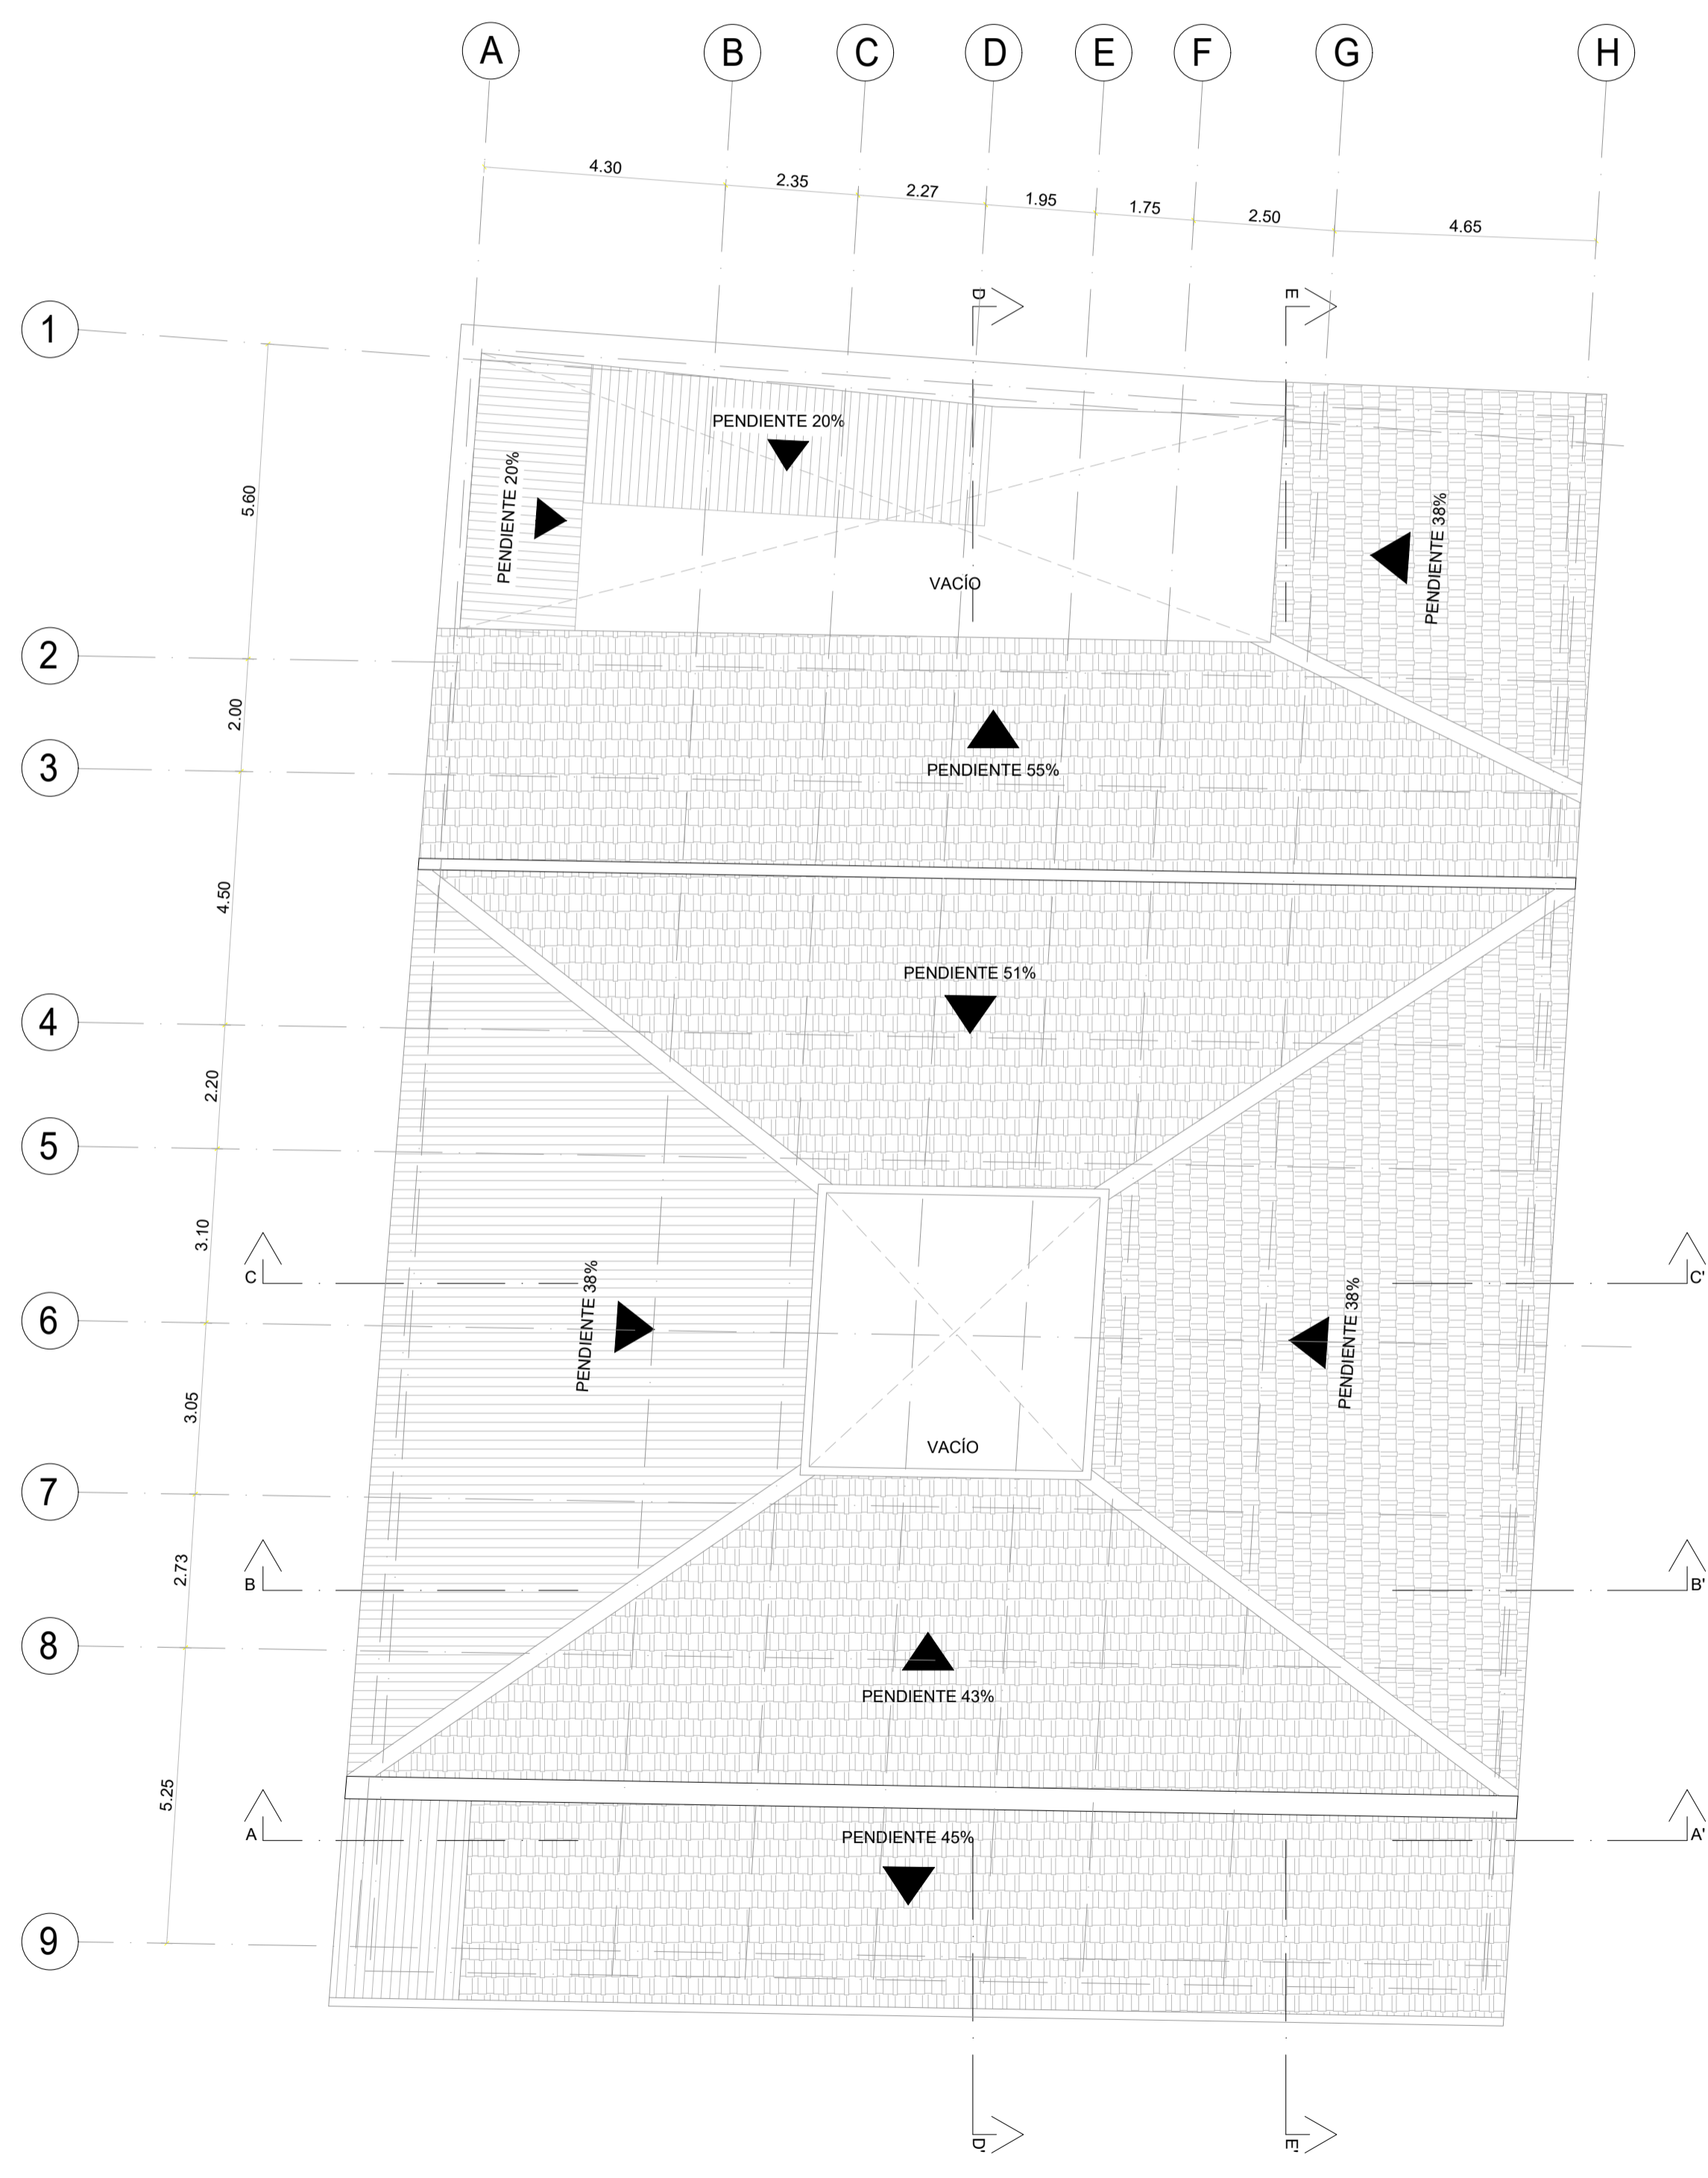 A B C D E F G H
4.30 2.35 2.27 1.95 1.75 2.50 4.65
D E
1
PENDIENTE 20%
PENDIENTE 20%
5.60
PENDIENTE 38%
VACÍO
2
2.00
3
PENDIENTE 55%
4.50
PENDIENTE 51%
4
2.20
5
3.10
C C'
6
PENDIENTE 38%
PENDIENTE 38%
3.05
VACÍO
7
2.73
B B'
8
PENDIENTE 43%
5.25
A A'
PENDIENTE 45%
9
D' E'